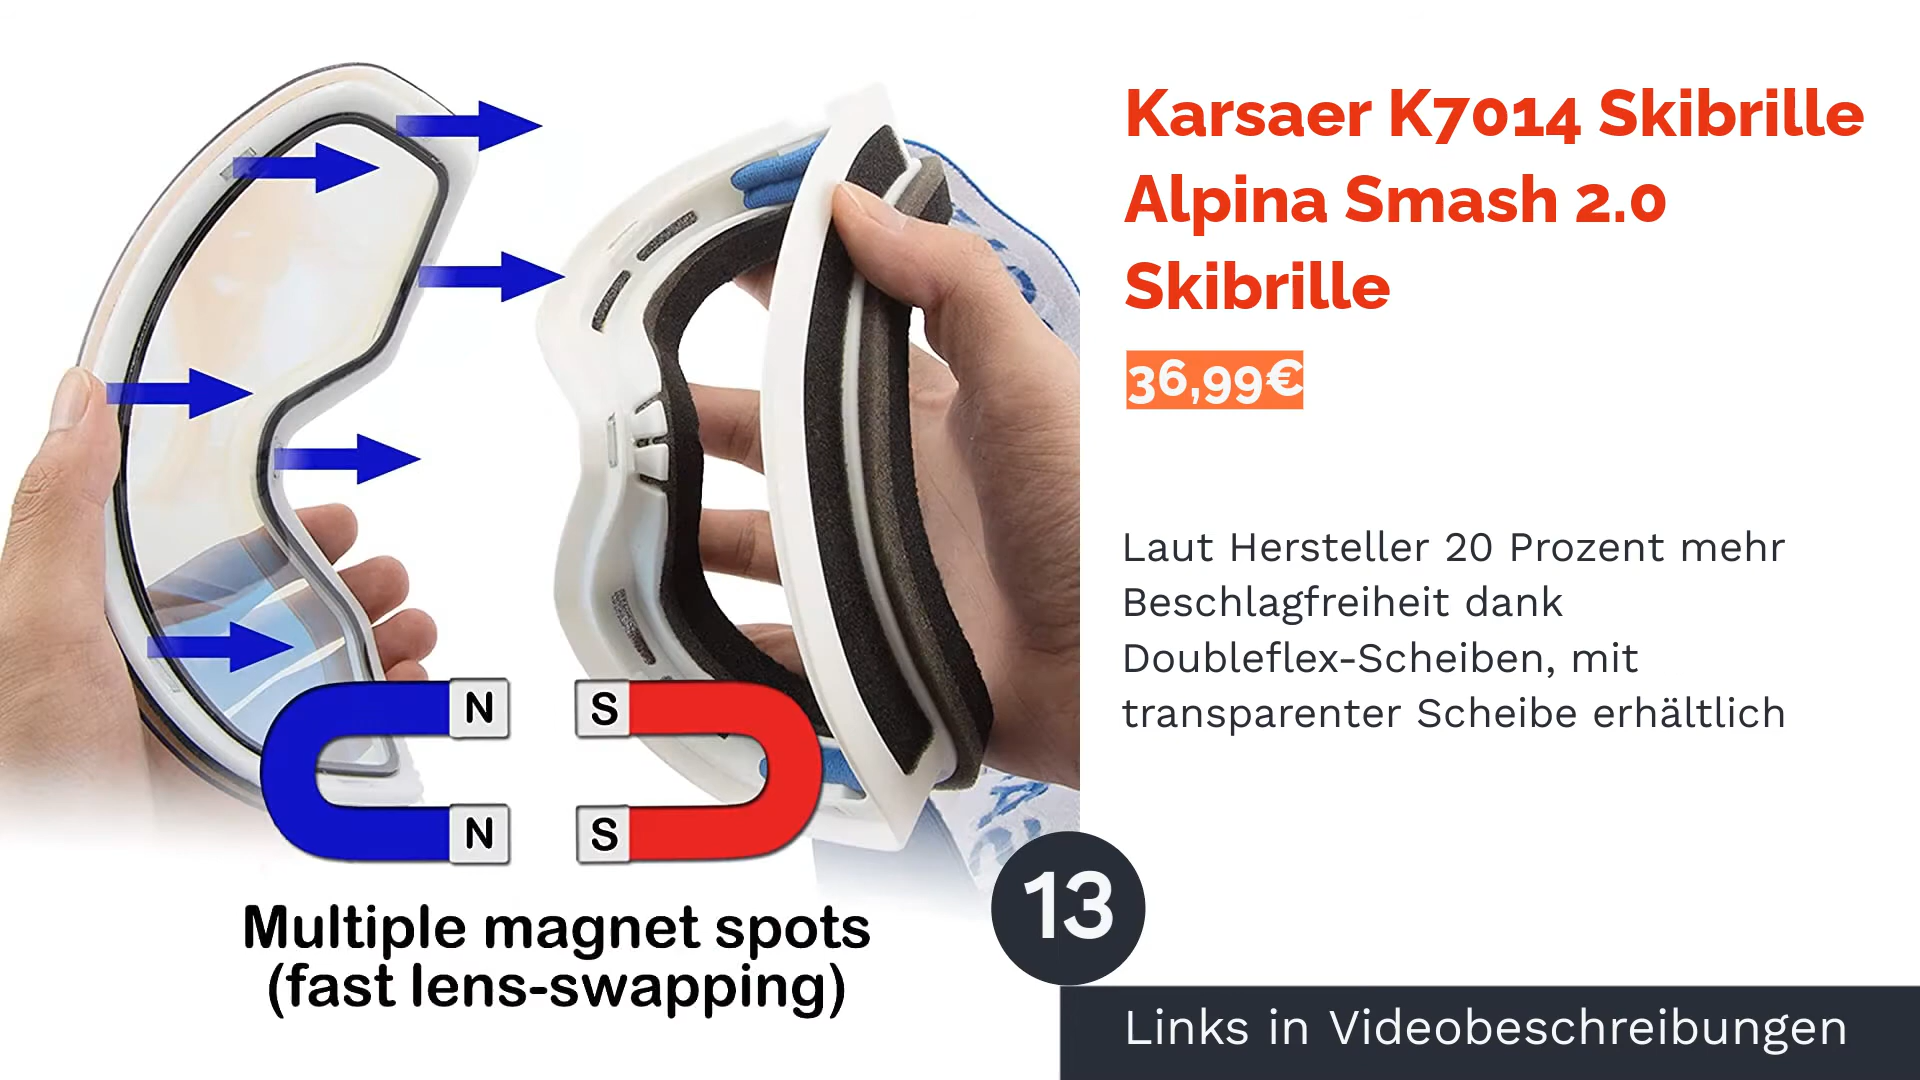 Karsaer K7014 Skibrille
Alpina Smash 2.0
Skibrille
36,99€
Laut Hersteller 20 Prozent mehr
Beschlagfreiheit dank
Doubleflex-Scheiben, mit
transparenter Scheibe erhältlich
N
S
N
S
Multiple magnet spots
(fast lens-swapping)
13
Links in Videobeschreibungen